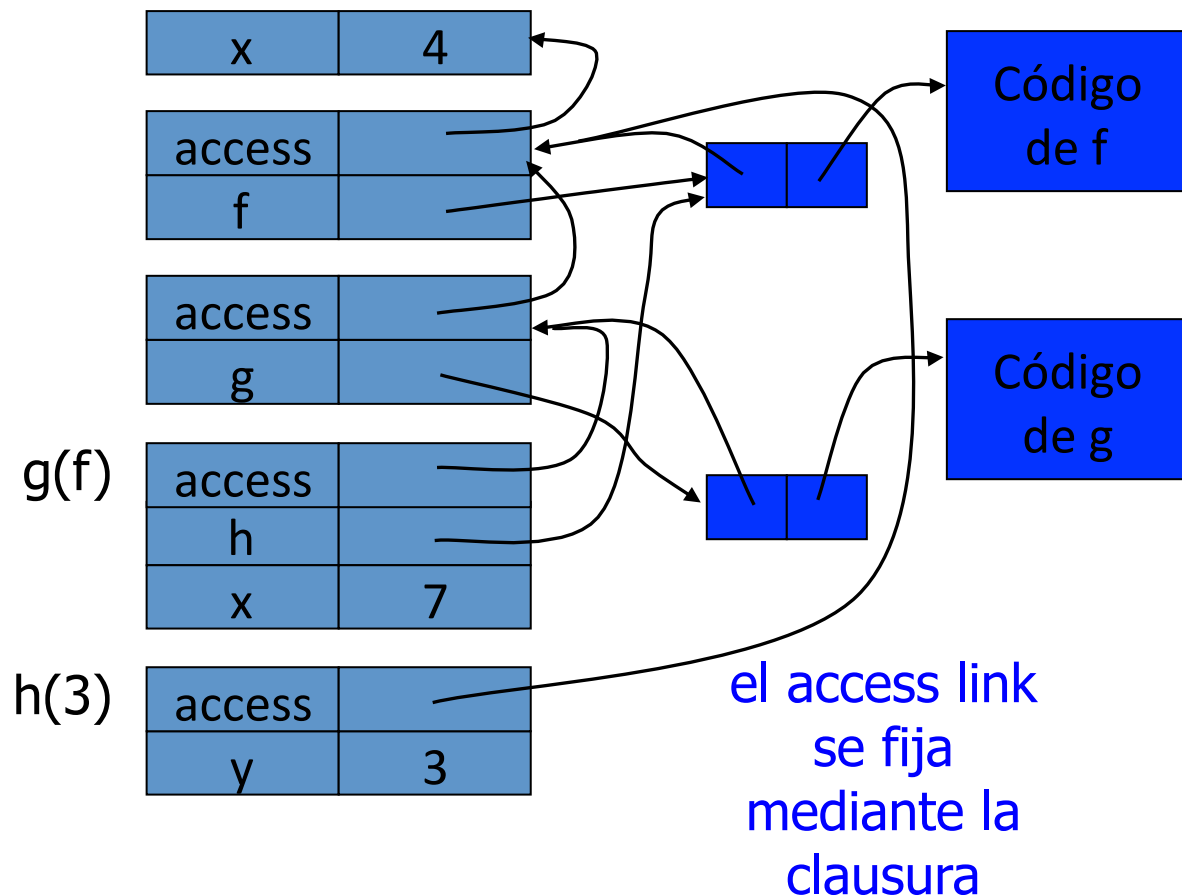 x 4
access
f
access
g
g(f)
access
h
x 7
h(3)
access
y 3
Código
de f
Código
de g
el access link
se fija
mediante la
clausura